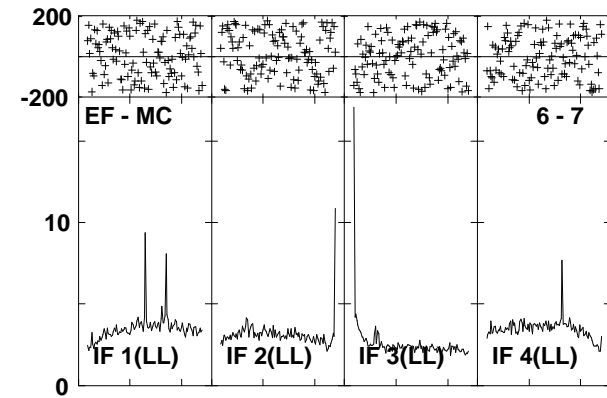 200
-200
EF - MC 6 - 7
10
IF 1(LL) IF 2(LL) IF 3(LL) IF 4(LL)
0